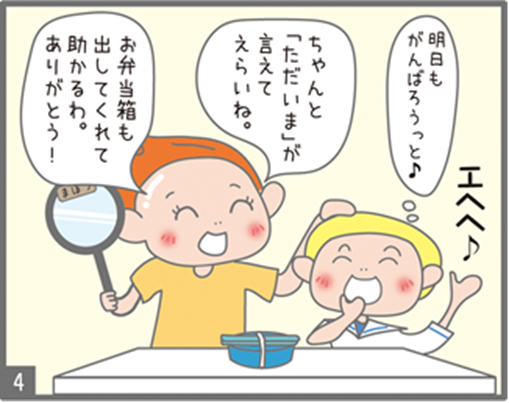 ちゃんと
「ただいま」が
言えて
えらいね。
お弁当箱も
出してくれて
助かるわ。
ありがとう!
明日も
がんばろうっと♪
エヘヘ♪
4